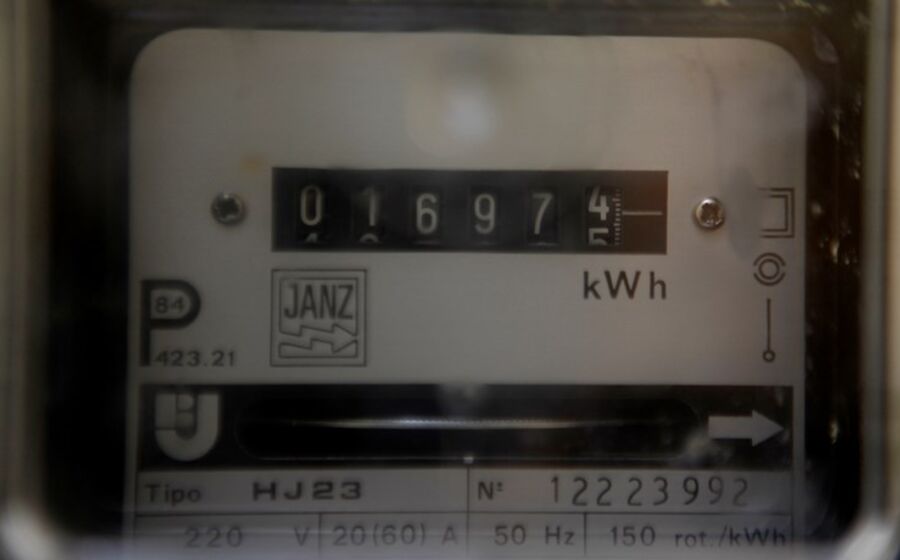 016974
kWh
84
P
JANZ
423.21
Tipo HJ23 Nº 12223992
220 V 20(60) A 50 Hz 150 rot./kWh